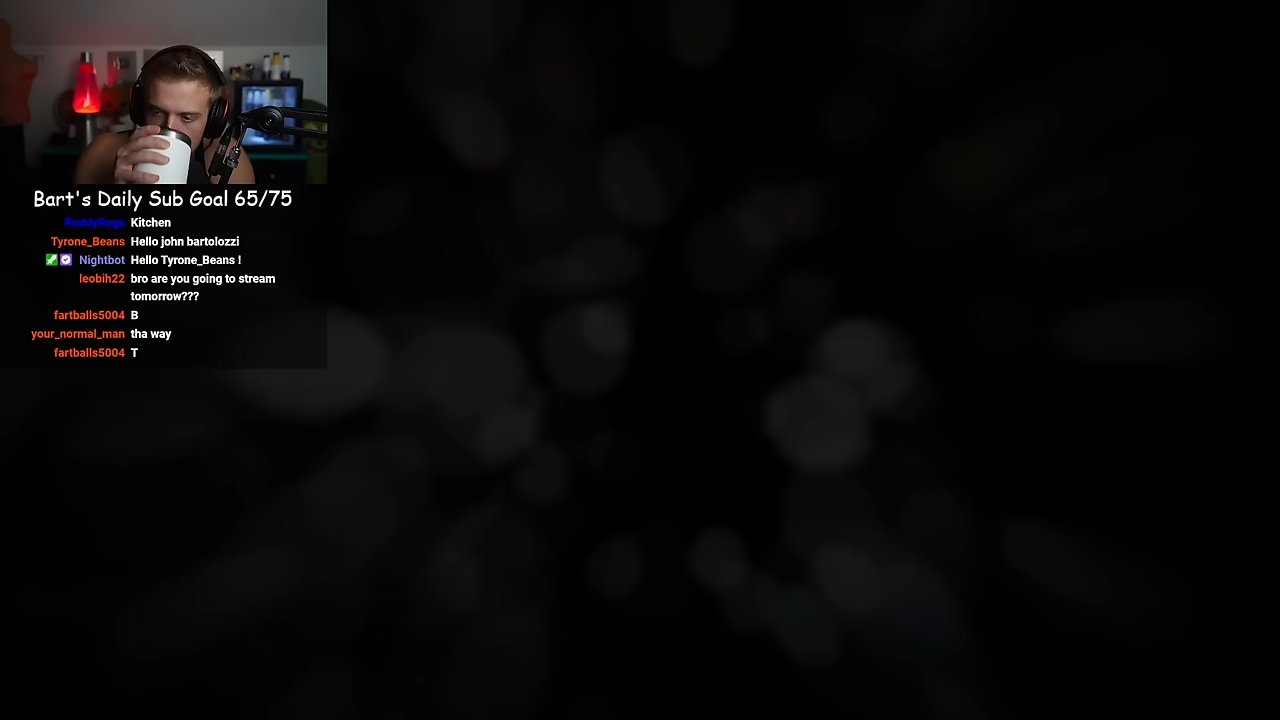 Bart's Daily Sub Goal 65/75
Kitchen
Tyrone_Beans Hello john bartolozzi
Nightbot Hello Tyrone_Beans !
leobih22 bro are you going to stream
tomorrow???
fartballs5004 B
your_normal_man tha way
fartballs5004 T